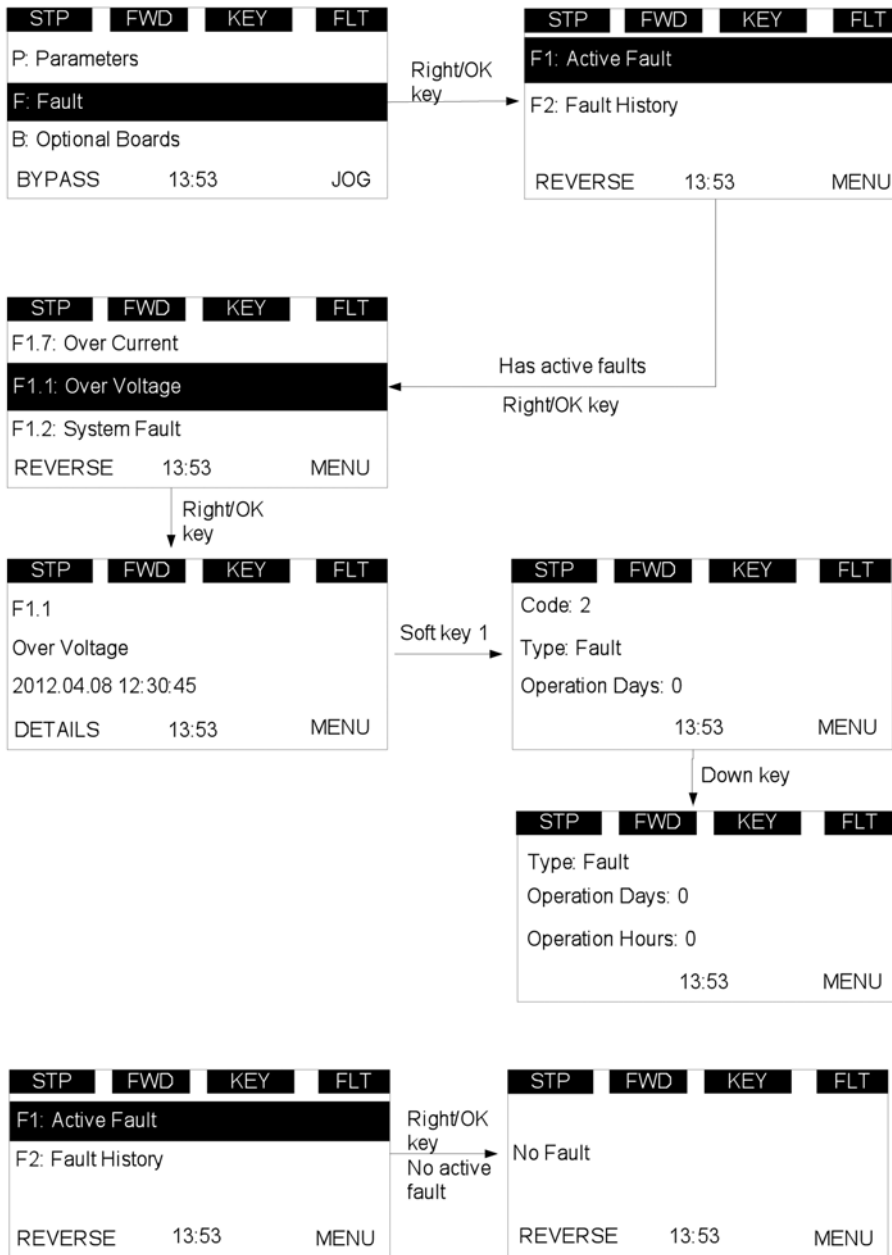 STP FWD KEY FLT
P: Parameters
F: Fault
B: Optional Boards
BYPASS 13:53 JOG
Right/OK
key
STP FWD KEY FLT
F1: Active Fault
F2: Fault History
REVERSE 13:53 MENU
Has active faults
Right/OK key
STP FWD KEY FLT
F1.7: Over Current
F1.1: Over Voltage
F1.2: System Fault
REVERSE 13:53 MENU
Right/OK
key
STP FWD KEY FLT
F1.1
Over Voltage
2012.04.08 12:30:45
DETAILS 13:53 MENU
Soft key 1
STP FWD KEY FLT
Code: 2
Type: Fault
Operation Days: 0
13:53 MENU
Down key
STP FWD KEY FLT
Type: Fault
Operation Days: 0
Operation Hours: 0
13:53 MENU
STP FWD KEY FLT
F1: Active Fault
F2: Fault History
REVERSE 13:53 MENU
Right/OK
key
No active
fault
STP FWD KEY FLT
No Fault
REVERSE 13:53 MENU